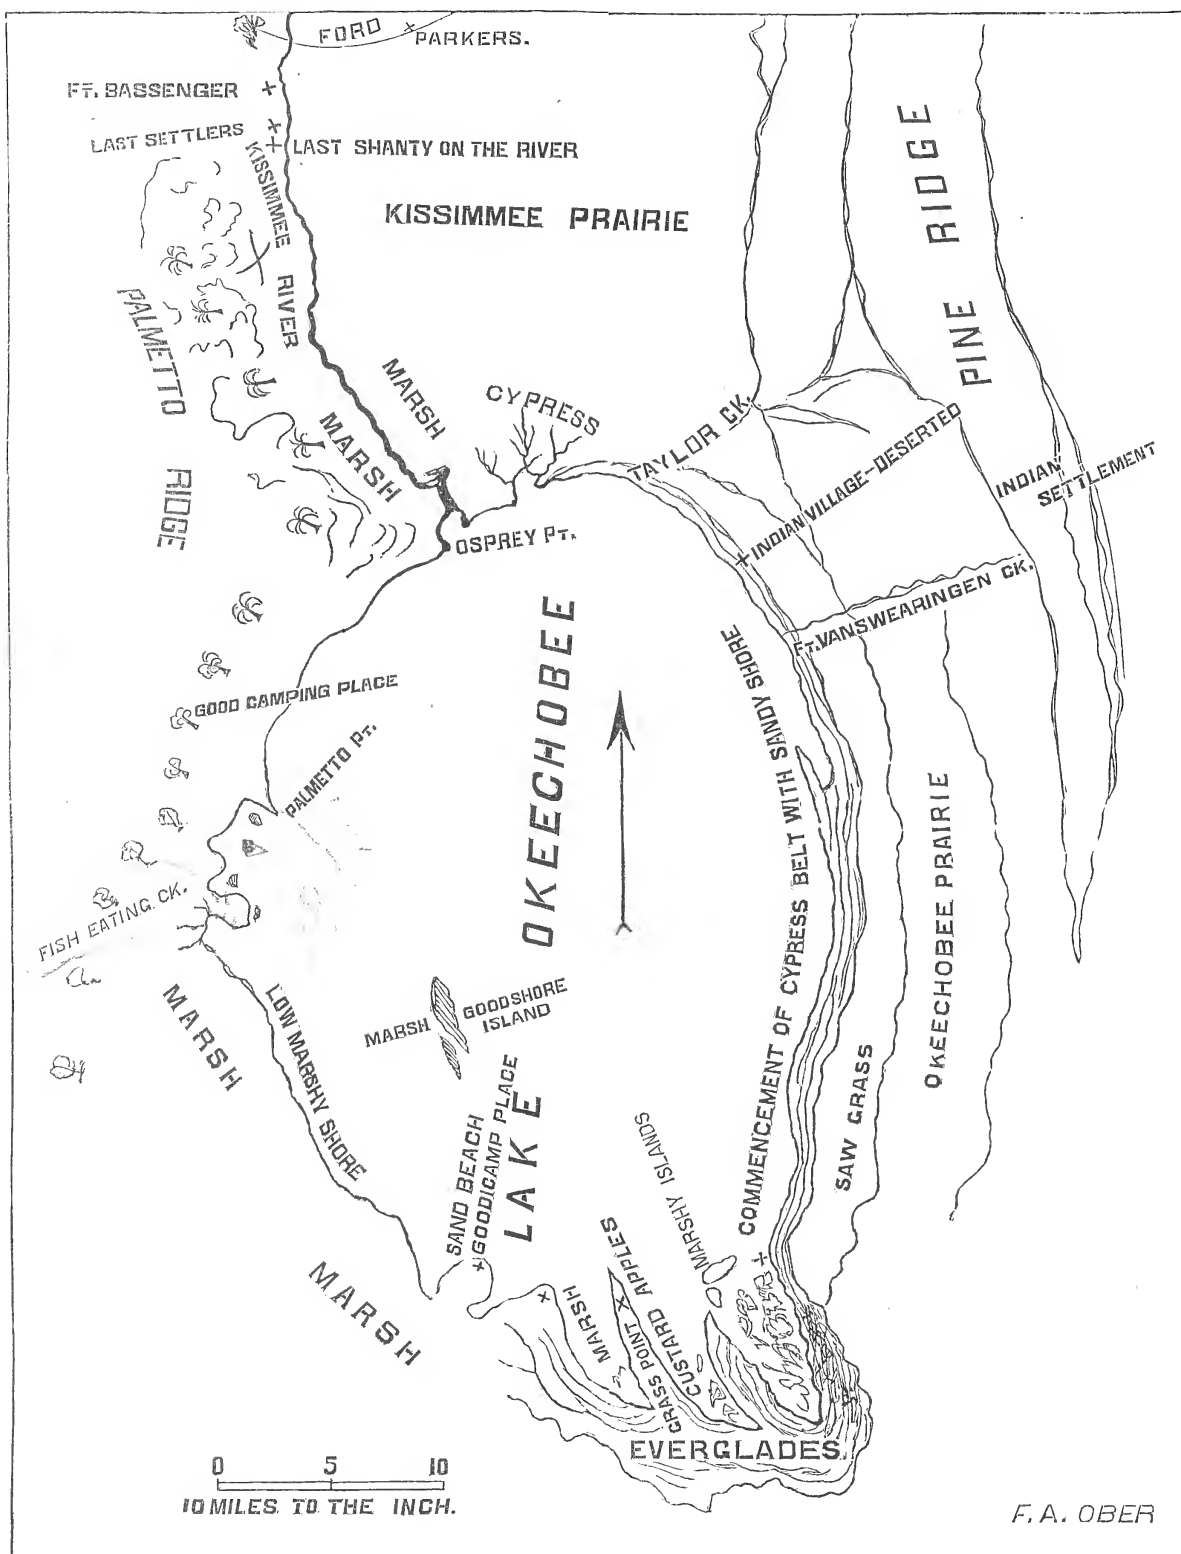 FORD
PARKERS.
FT. BASSENGER
LAST SETTLERS
LAST SHANTY ON THE RIVER
KISSIMMEE RIVER
KISSIMMEE PRAIRIE
PINE RIDGE
PALMETTO RIDGE
MARSH
MARSH
CYPRESS
TAYLOR CK.
INDIAN VILLAGE-DESERTED
INDIAN
SETTLEMENT
OSPREY PT.
FT. VANSWEARINGEN CK.
GOOD CAMPING PLACE
PALMETTO PT.
LAKE OKEECHOBEE
COMMENCEMENT OF CYPRESS BELT WITH SANDY SHORE
OKEECHOBEE PRAIRIE
SAW GRASS
FISH EATING CK.
MARSH
LOW MARSHY SHORE
MARSH
GOODSHORE
ISLAND
SAND BEACH
GOOD CAMP PLACE
MARSHY ISLANDS
MARSH
MARSH
GRASS POINT
CUSTARD APPLES
EVERGLADES.
0 5 10
10 MILES TO THE INCH.
F. A. OBER